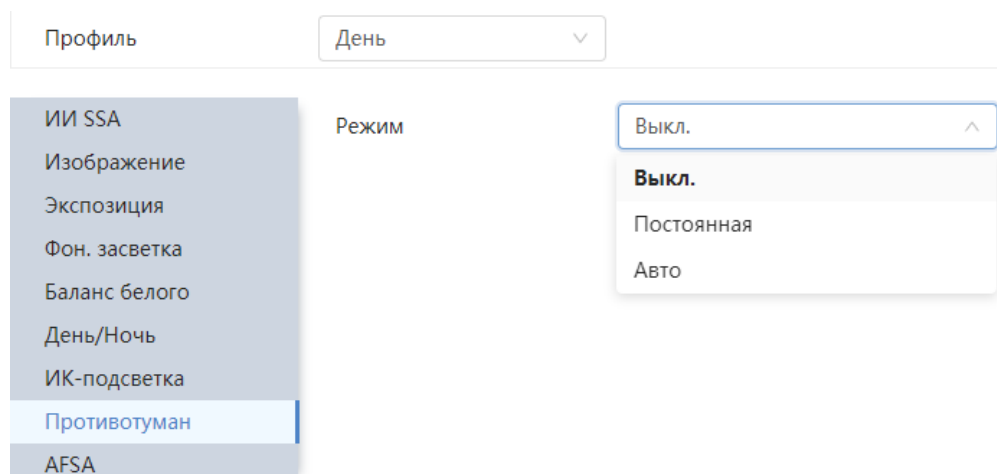 Профиль
День
ИИ SSA
Изображение
Экспозиция
Фон. засветка
Баланс белого
День/Ночь
ИК-подсветка
Противотуман
AFSA
Режим
Выкл.
Выкл.
Постоянная
Авто